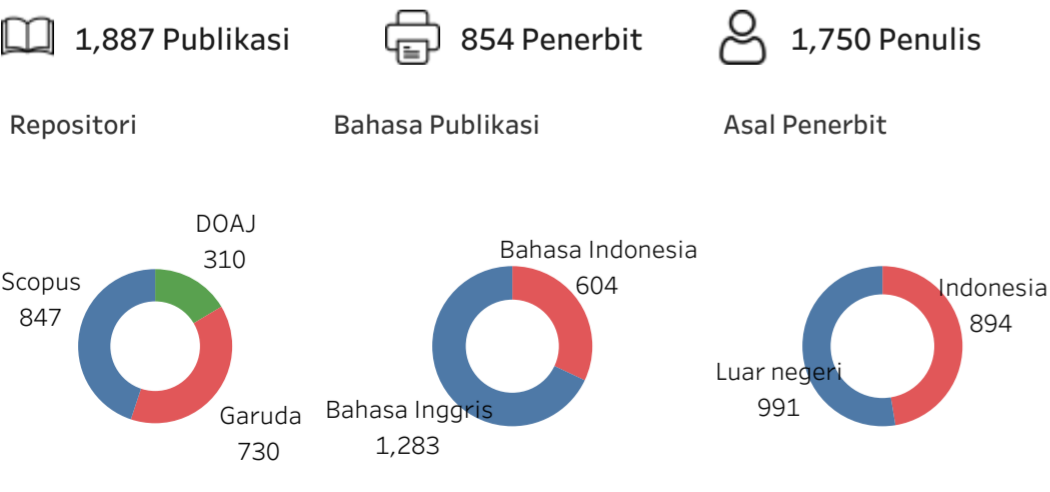 1,887 Publikasi
854 Penerbit
1,750 Penulis
Repositori
Bahasa Publikasi
Asal Penerbit
DOAJ
310
Scopus
847
Garuda
730
Bahasa Indonesia
604
Bahasa Inggris
1,283
Indonesia
894
Luar negeri
991